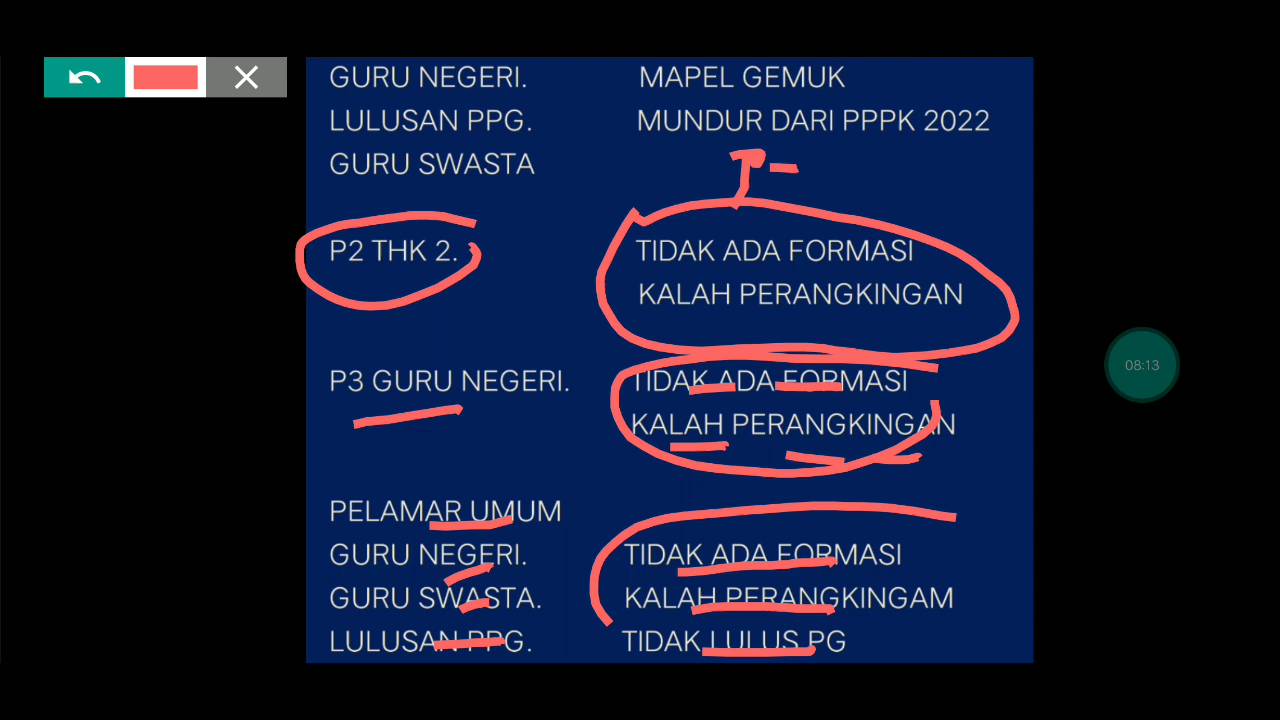 GURU NEGERI. MAPEL GEMUK
LULUSAN PPG. MUNDUR DARI PPPK 2022
GURU SWASTA
P2 THK 2. TIDAK ADA FORMASI
KALAH PERANGKINGAN
P3 GURU NEGERI. TIDAK ADA FORMASI
KALAH PERANGKINGAN
PELAMAR UMUM
GURU NEGERI. TIDAK ADA FORMASI
GURU SWASTA. KALAH PERANGKINGAM
LULUSAN PPG. TIDAK LULUS PG
08:13